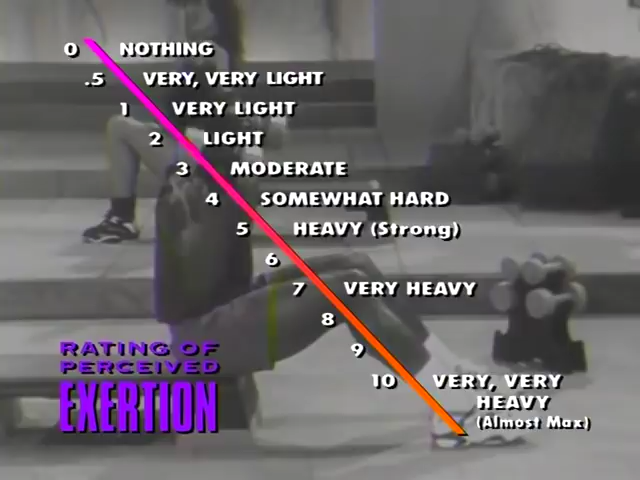 0 NOTHING
.5 VERY, VERY LIGHT
1 VERY LIGHT
2 LIGHT
3 MODERATE
4 SOMEWHAT HARD
5 HEAVY (Strong)
6
7 VERY HEAVY
8
9
10 VERY, VERY
HEAVY
(Almost Max)
RATING OF
PERCEIVED
EXERTION